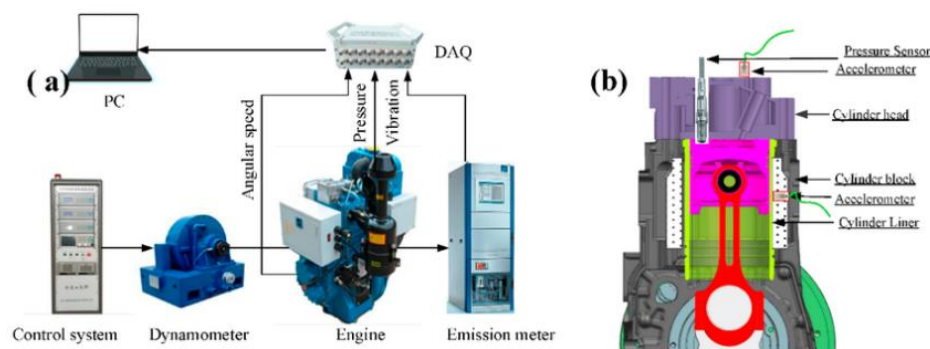 ( a)
PC
DAQ
Angular speed
Pressure
Vibration
Control system
Dynamometer
Engine
Emission meter
(b)
Pressure Sensor
Accelerometer
Cylinder head
Cylinder block
Accelerometer
Cylinder Liner